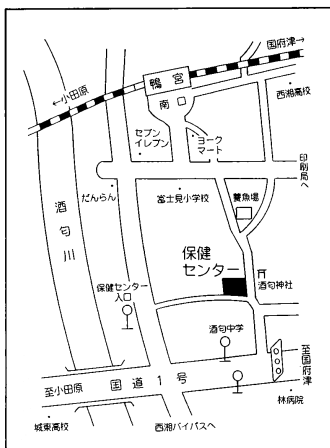 国府津→
←小田原
鴨宮
南
西湘高校
セブン
イレブン
ヨーク
マート
印刷局へ
だんらん
富士見小学校
養魚場
酒匂川
保健
センター
保健センター
入口
酒匂神社
酒匂中学
至国府津
至小田原
国道1号
林病院
城東高校
西湘バイパスへ